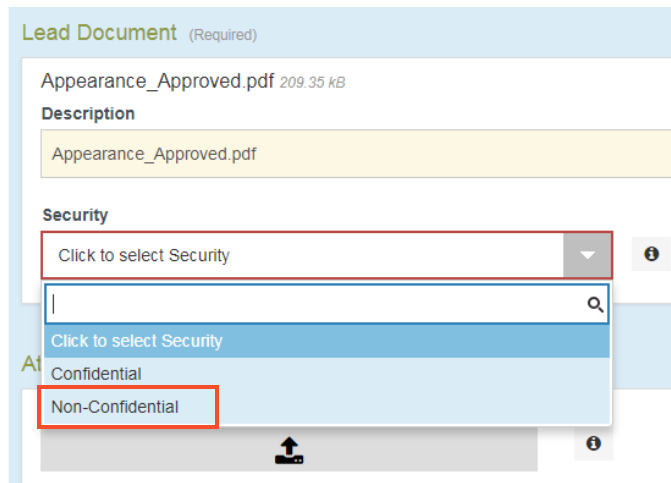 Lead Document (Required)
Appearance_Approved.pdf 209.35 kB
Description
Appearance_Approved.pdf
Security
Click to select Security
Click to select Security
Confidential
At
Non-Confidential